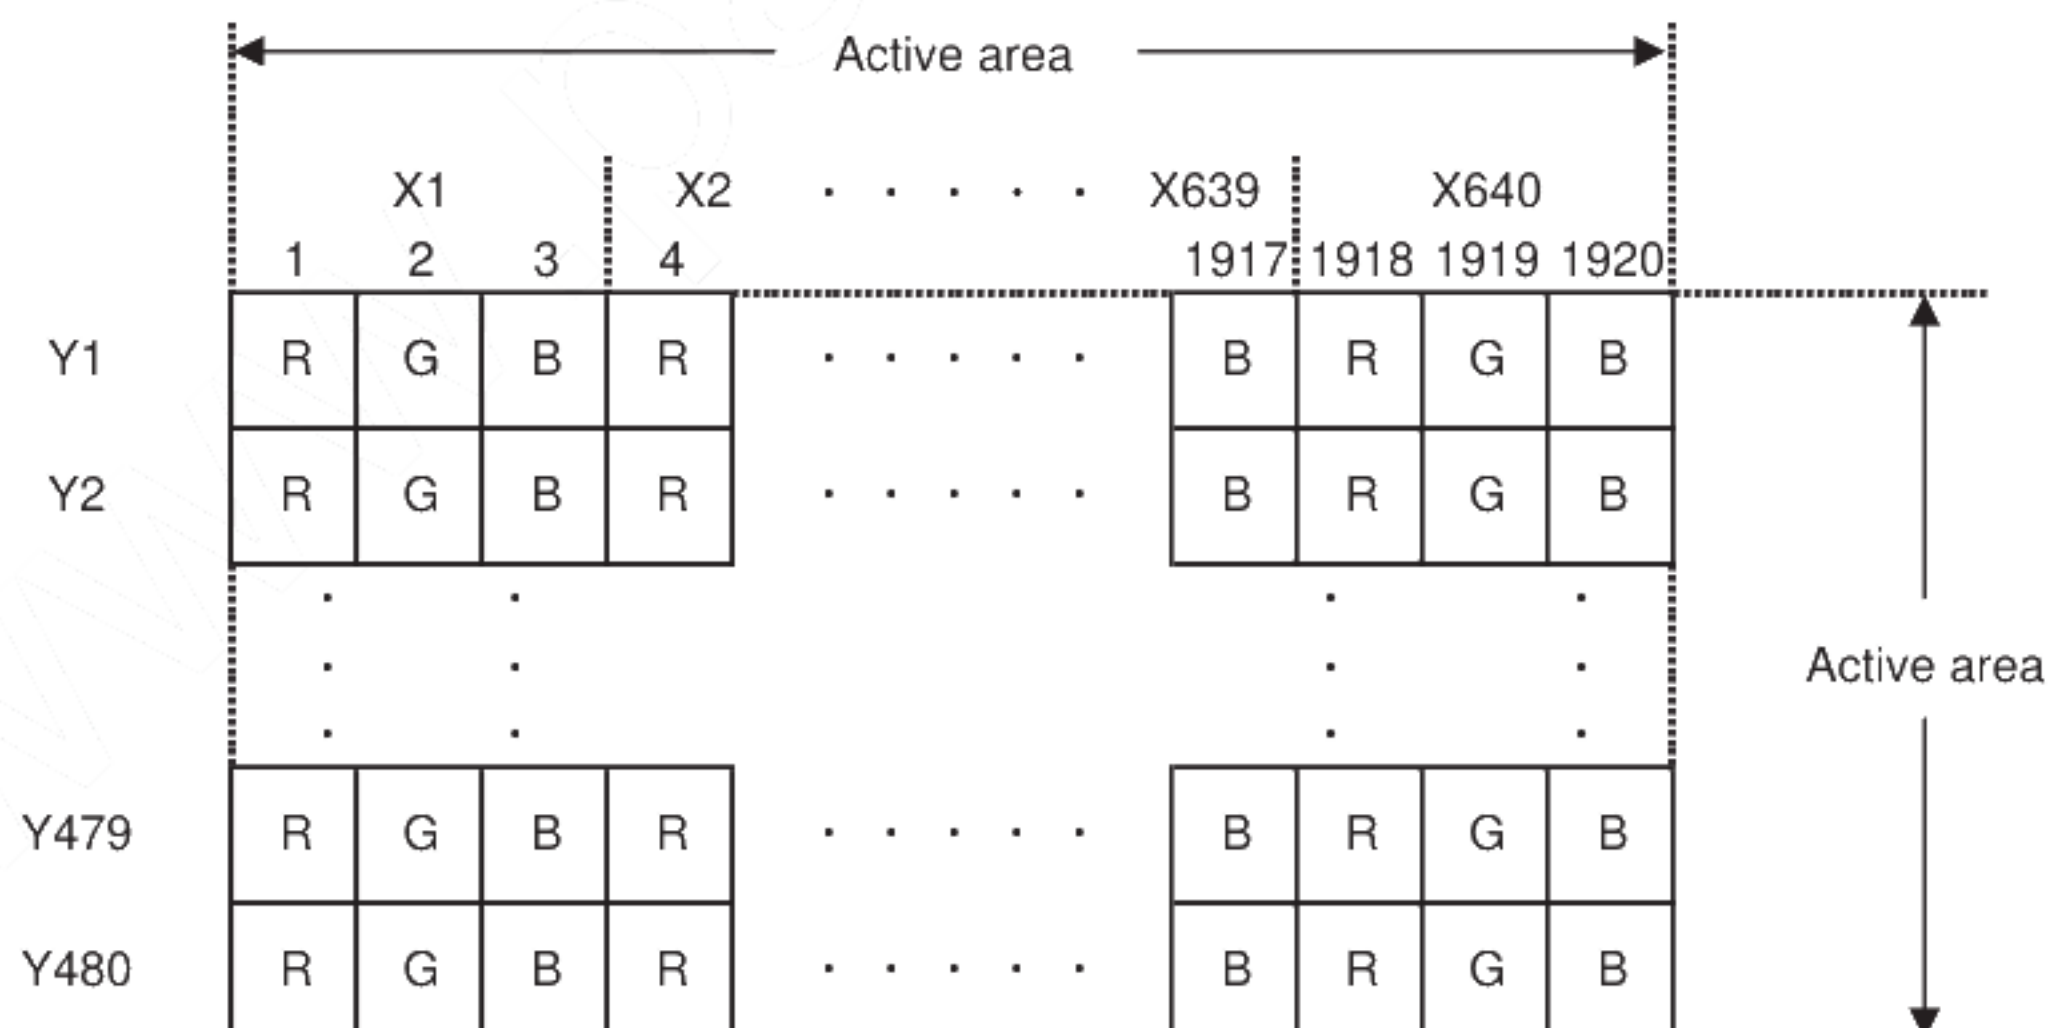 Active area
X1 X2 . . . . . X639 X640
1 2 3 4 1917 1918 1919 1920
Y1 R G B R . . . . . B R G B
Y2 R G B R . . . . . B R G B
Active area
Y479 R G B R . . . . . B R G B
Y480 R G B R . . . . . B R G B